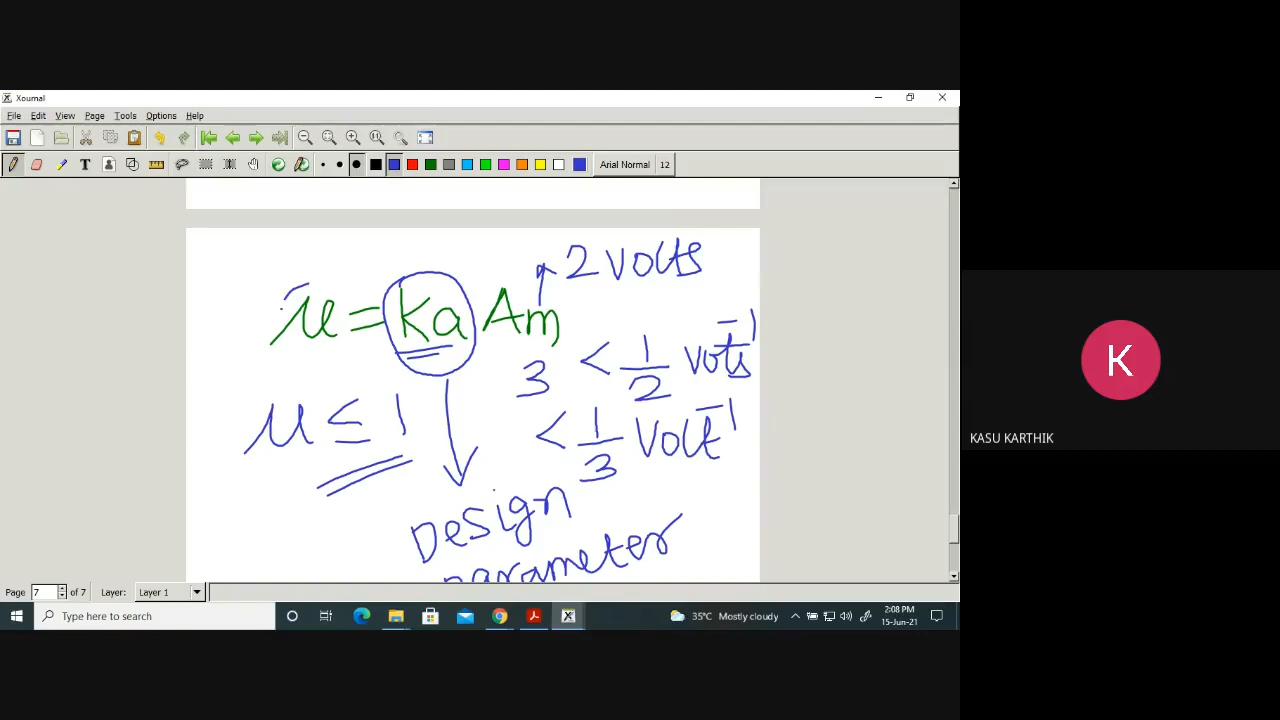 Xournal
File Edit View Page Tools Options Help
T Arial Normal 12
2 volts
μ = Ka Am
3 < 1/2 vots⁻¹
μ ≤ 1
< 1/3 Volt⁻¹
Design
parameter
K
KASU KARTHIK
Page 7 of 7 Layer: Layer 1
Type here to search
35°C Mostly cloudy
2:08 PM
15-Jun-21